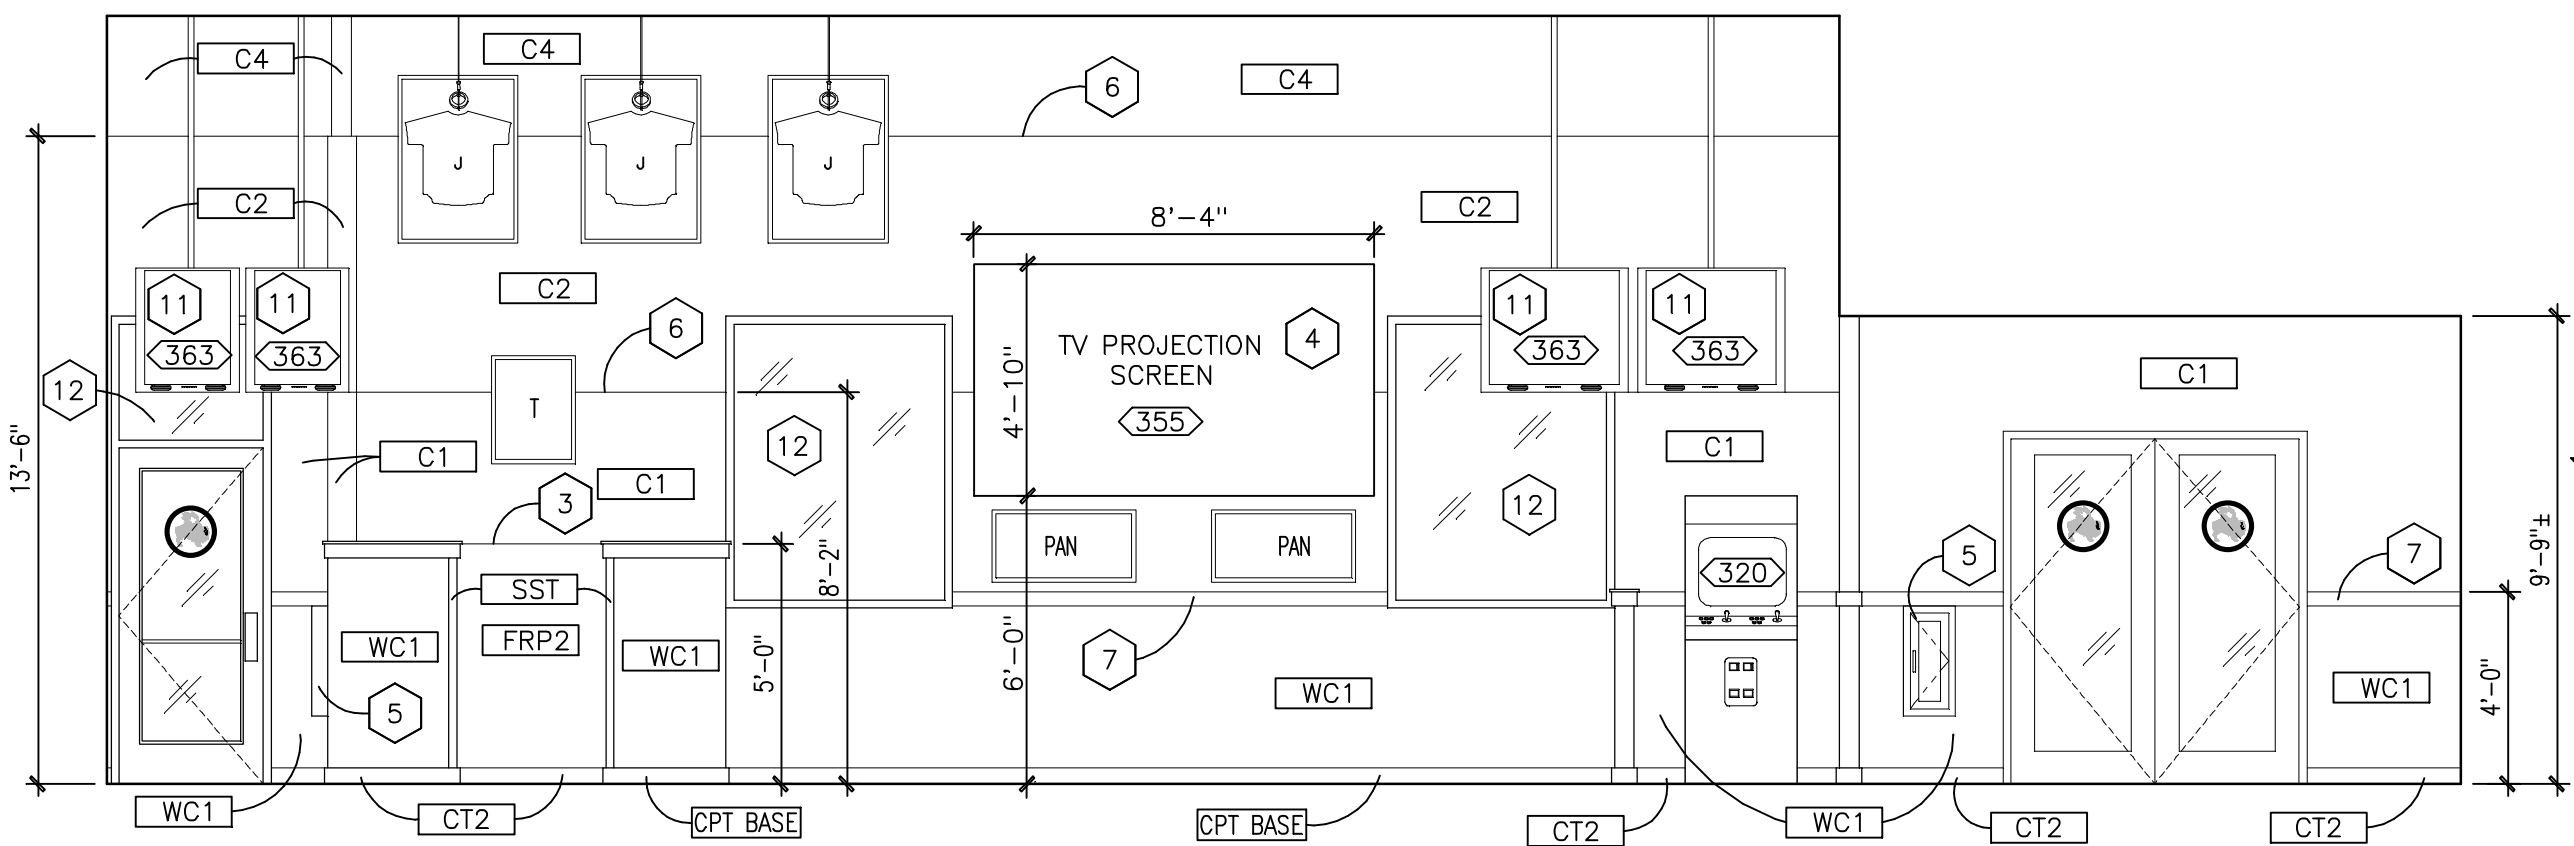 C4
C4
6
C4
J
J
J
C2
C2
8'-4"
C2
11
11
11
11
4
6
TV PROJECTION
SCREEN
363
363
363
363
12
T
355
C1
C1
C1
C1
12
12
3
4'-10"
13'-6"
PAN
PAN
5
7
9'-9"±
320
8'-2"
SST
FRP2
WC1
WC1
5'-0"
6'-0"
7
WC1
WC1
4'-0"
5
WC1
CT2
CPT BASE
CPT BASE
CT2
WC1
CT2
CT2